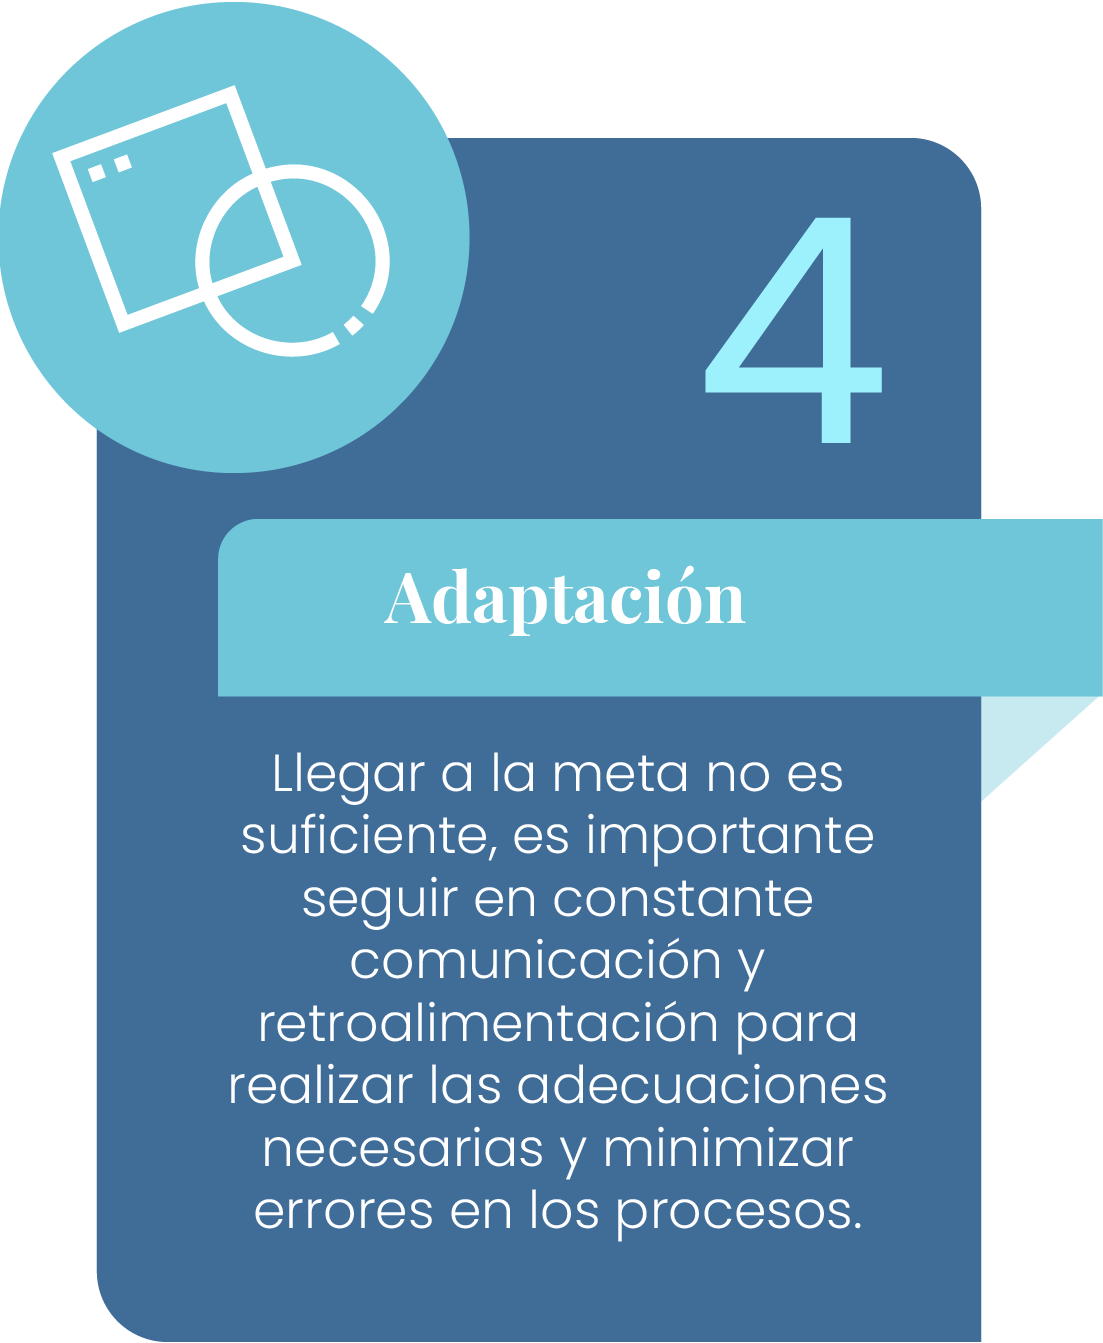 4
Adaptación
Llegar a la meta no es
suficiente, es importante
seguir en constante
comunicación y
retroalimentación para
realizar las adecuaciones
necesarias y minimizar
errores en los procesos.